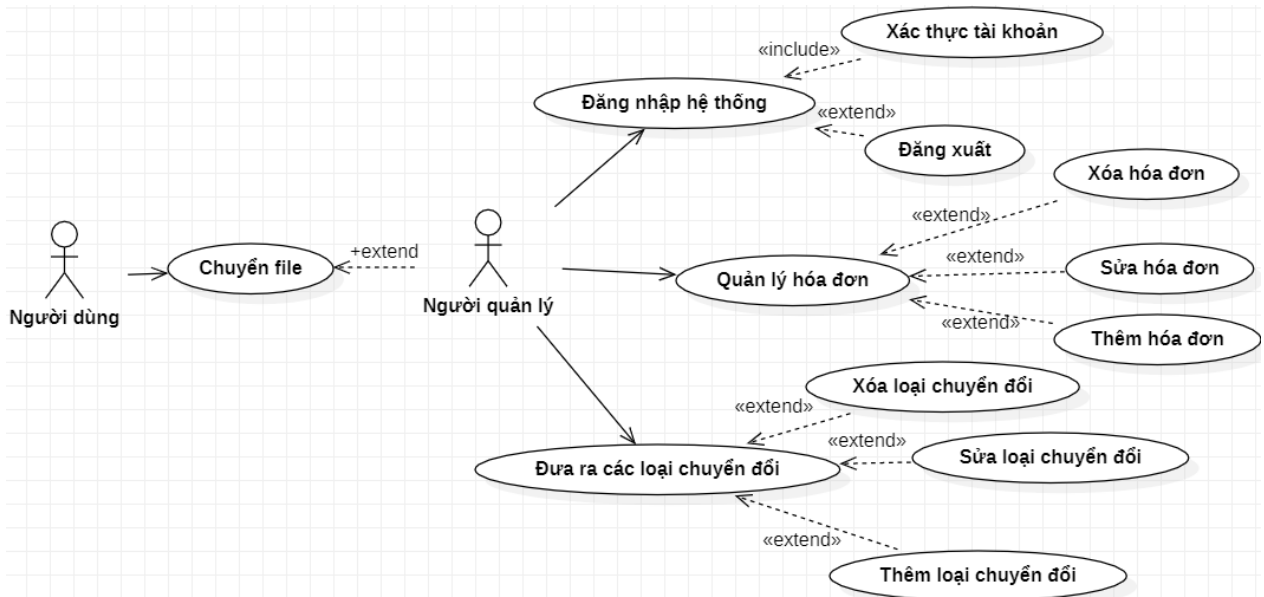 Xác thực tài khoản
«include»
Đăng nhập hệ thống
«extend»
Đăng xuất
Xóa hóa đơn
«extend»
+extend
«extend»
Chuyển file
Sửa hóa đơn
Quản lý hóa đơn
Người dùng
Người quản lý
«extend»
Thêm hóa đơn
Xóa loại chuyển đổi
«extend»
«extend»
Sửa loại chuyển đổi
Đưa ra các loại chuyển đổi
«extend»
Thêm loại chuyển đổi